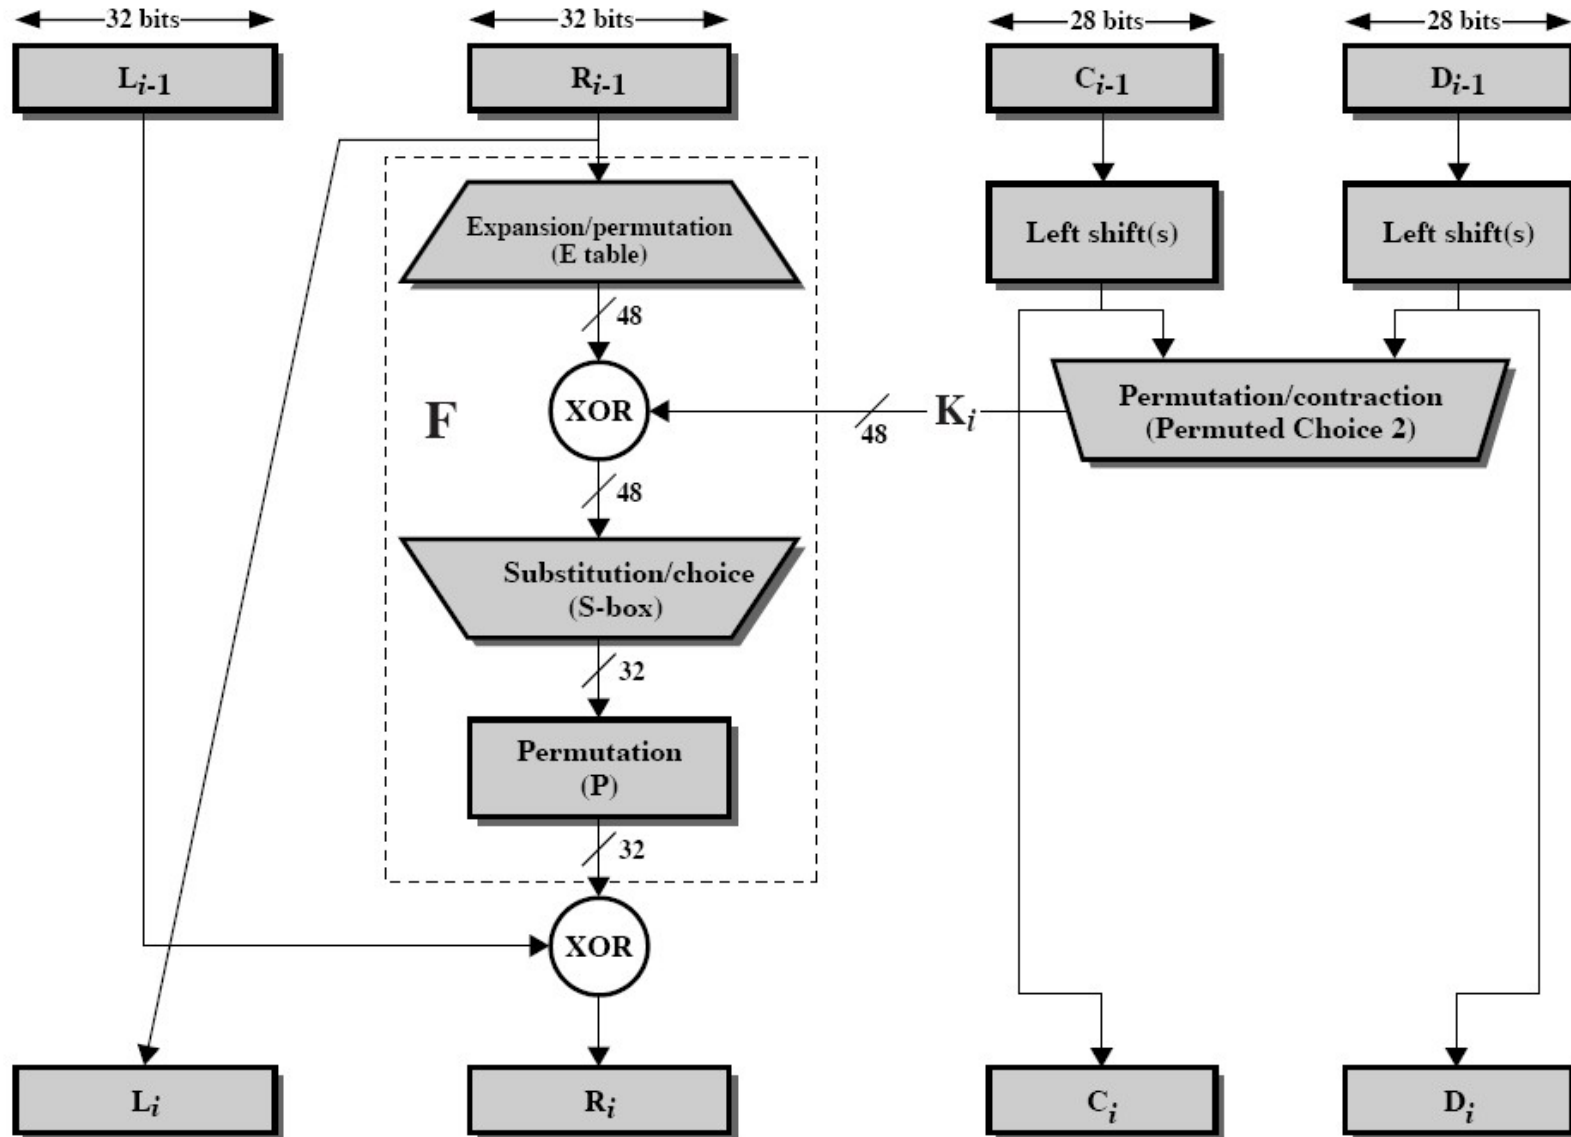 32 bits
32 bits
28 bits
28 bits
Li-1
Ri-1
Ci-1
Di-1
Expansion/permutation
(E table)
Left shift(s)
Left shift(s)
48
F
XOR
48
Ki
Permutation/contraction
(Permuted Choice 2)
48
Substitution/choice
(S-box)
32
Permutation
(P)
32
XOR
Li
Ri
Ci
Di